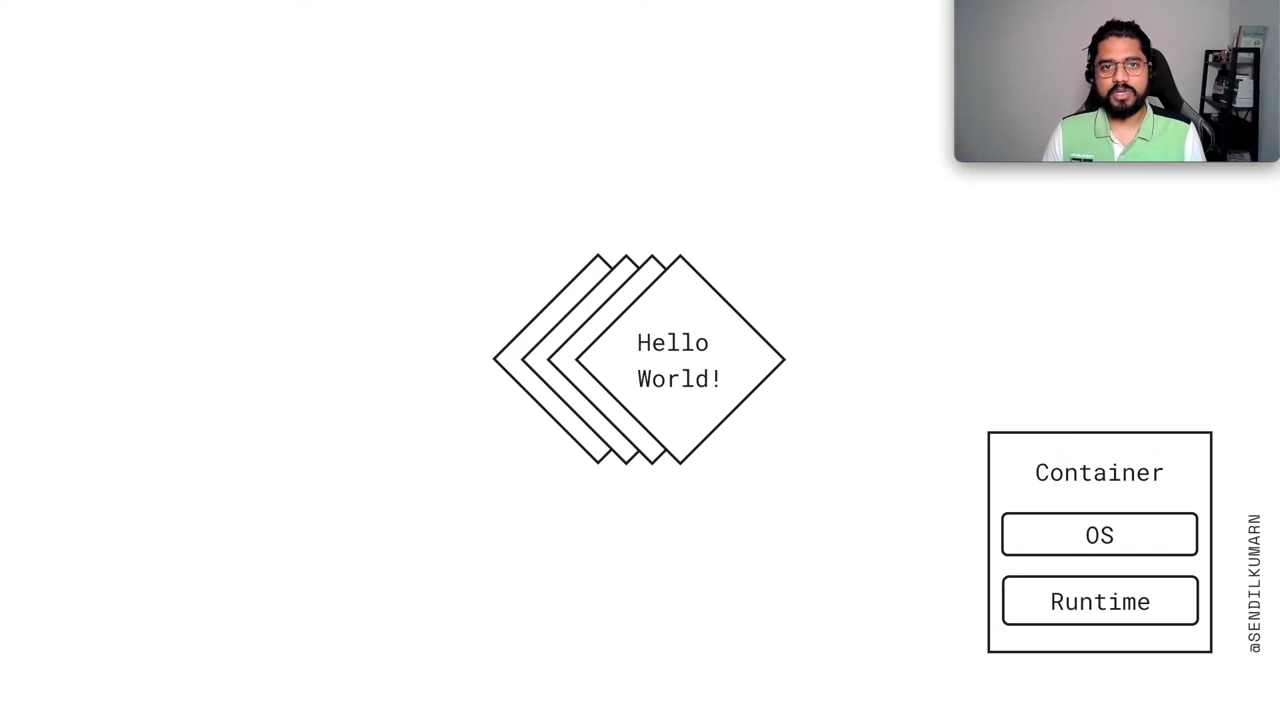 Hello
World!
Container
OS
Runtime
@SENDILKUMARN